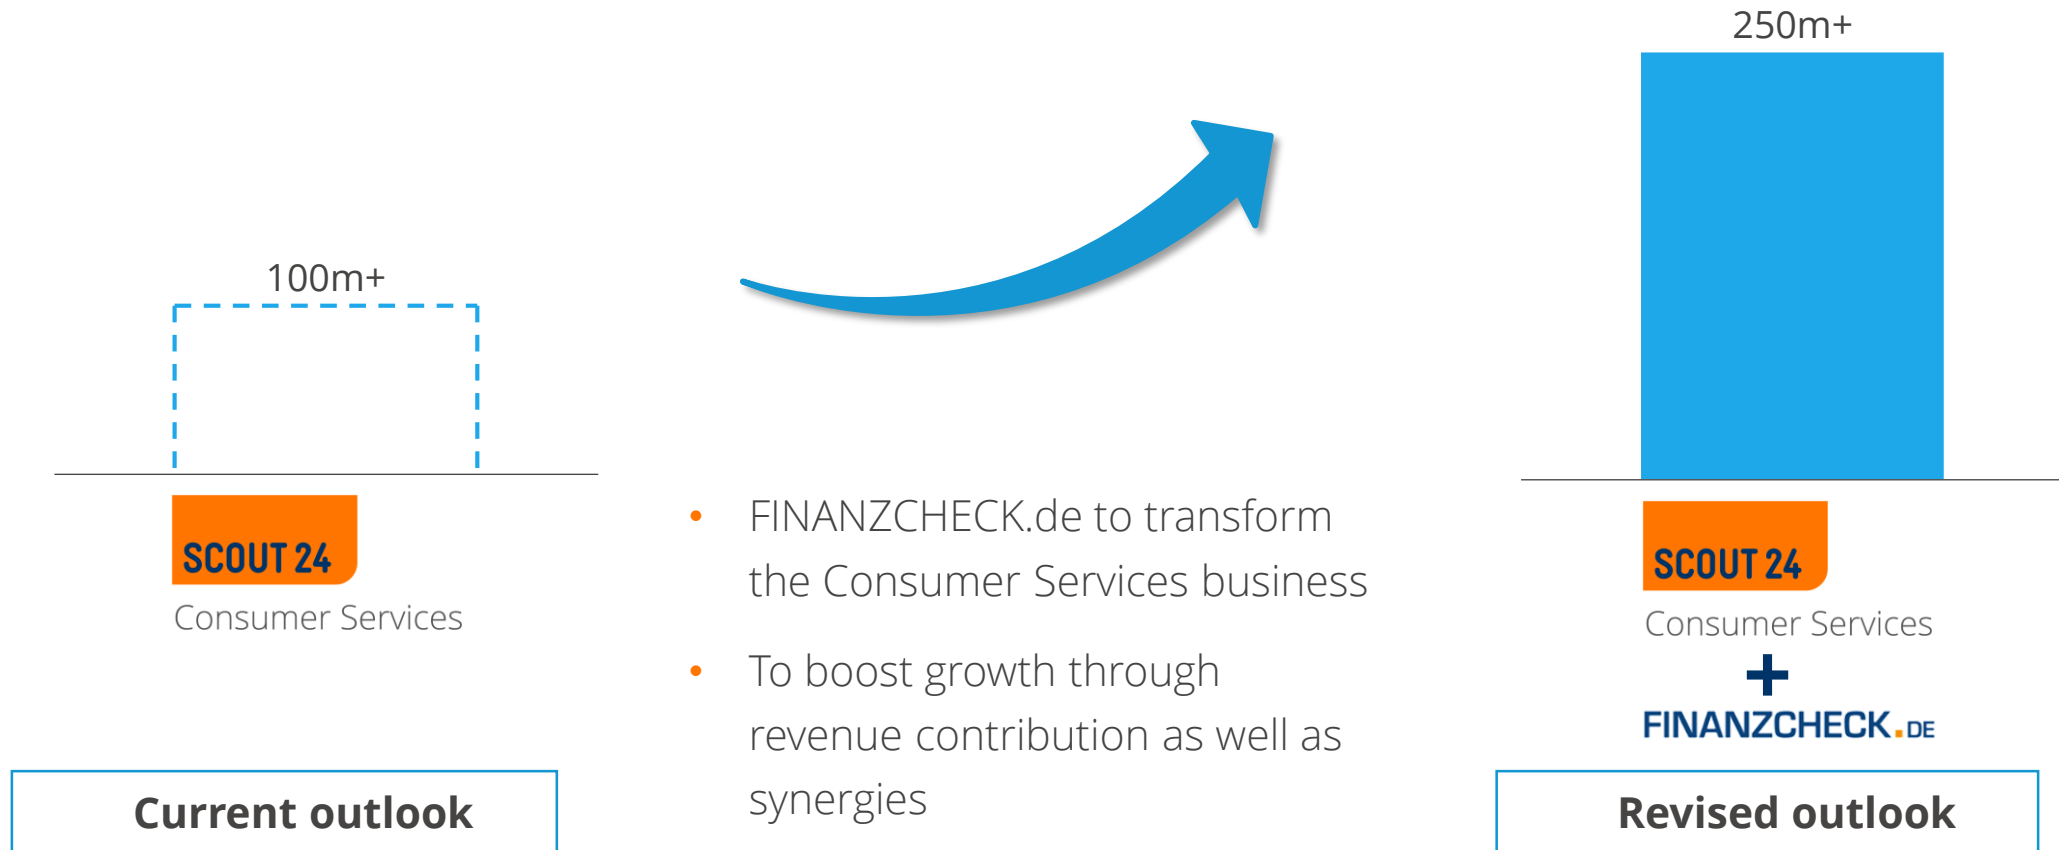 100m+
SCOUT 24
Consumer Services
Current outlook
• FINANZCHECK.de to transform
the Consumer Services business
• To boost growth through
revenue contribution as well as
synergies
250m+
SCOUT 24
Consumer Services
+
FINANZCHECK.DE
Revised outlook